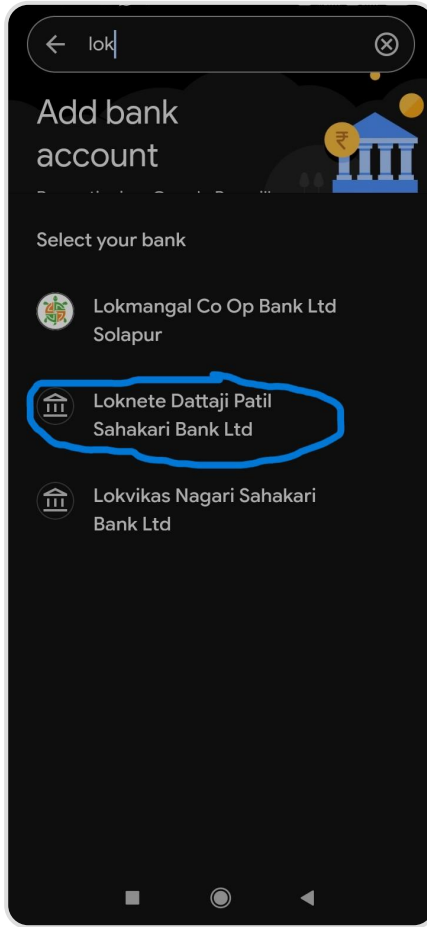 lok
Add bank
account
Select your bank
Lokmangal Co Op Bank Ltd
Solapur
Loknete Dattaji Patil
Sahakari Bank Ltd
Lokvikas Nagari Sahakari
Bank Ltd